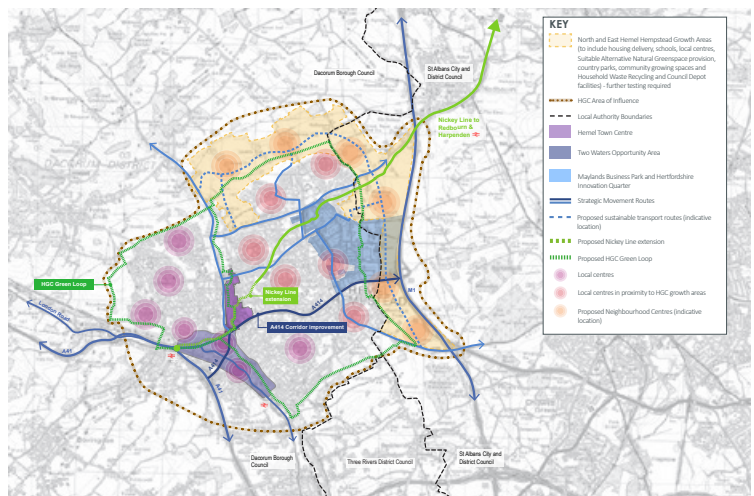 KEY
North and East Hemel Hempstead Growth Areas
(to include housing delivery, schools, local centres,
Suitable Alternative Natural Greenspace provision,
country parks, community growing spaces and
Household Waste Recycling and Council Depot
facilities) - further testing required
HGC Area of Influence
Local Authority Boundaries
Hemel Town Centre
Two Waters Opportunity Area
Maylands Business Park and Hertfordshire
Innovation Quarter
Strategic Movement Routes
Proposed sustainable transport routes (indicative
location)
Proposed Nickey Line extension
Proposed HGC Green Loop
Local centres
Local centres in proximity to HGC growth areas
Proposed Neighbourhood Centres (indicative
location)
St Albans City and
District Council
Dacorum Borough Council
Nickey Line to
Redbourn &
Harpenden
HGC Green Loop
Nickey Line
extension
M1
A414
London Road
A414 Corridor improvement
A41
A414
A41
Dacorum Borough
Council
Three Rivers District Council
St Albans City and
District Council